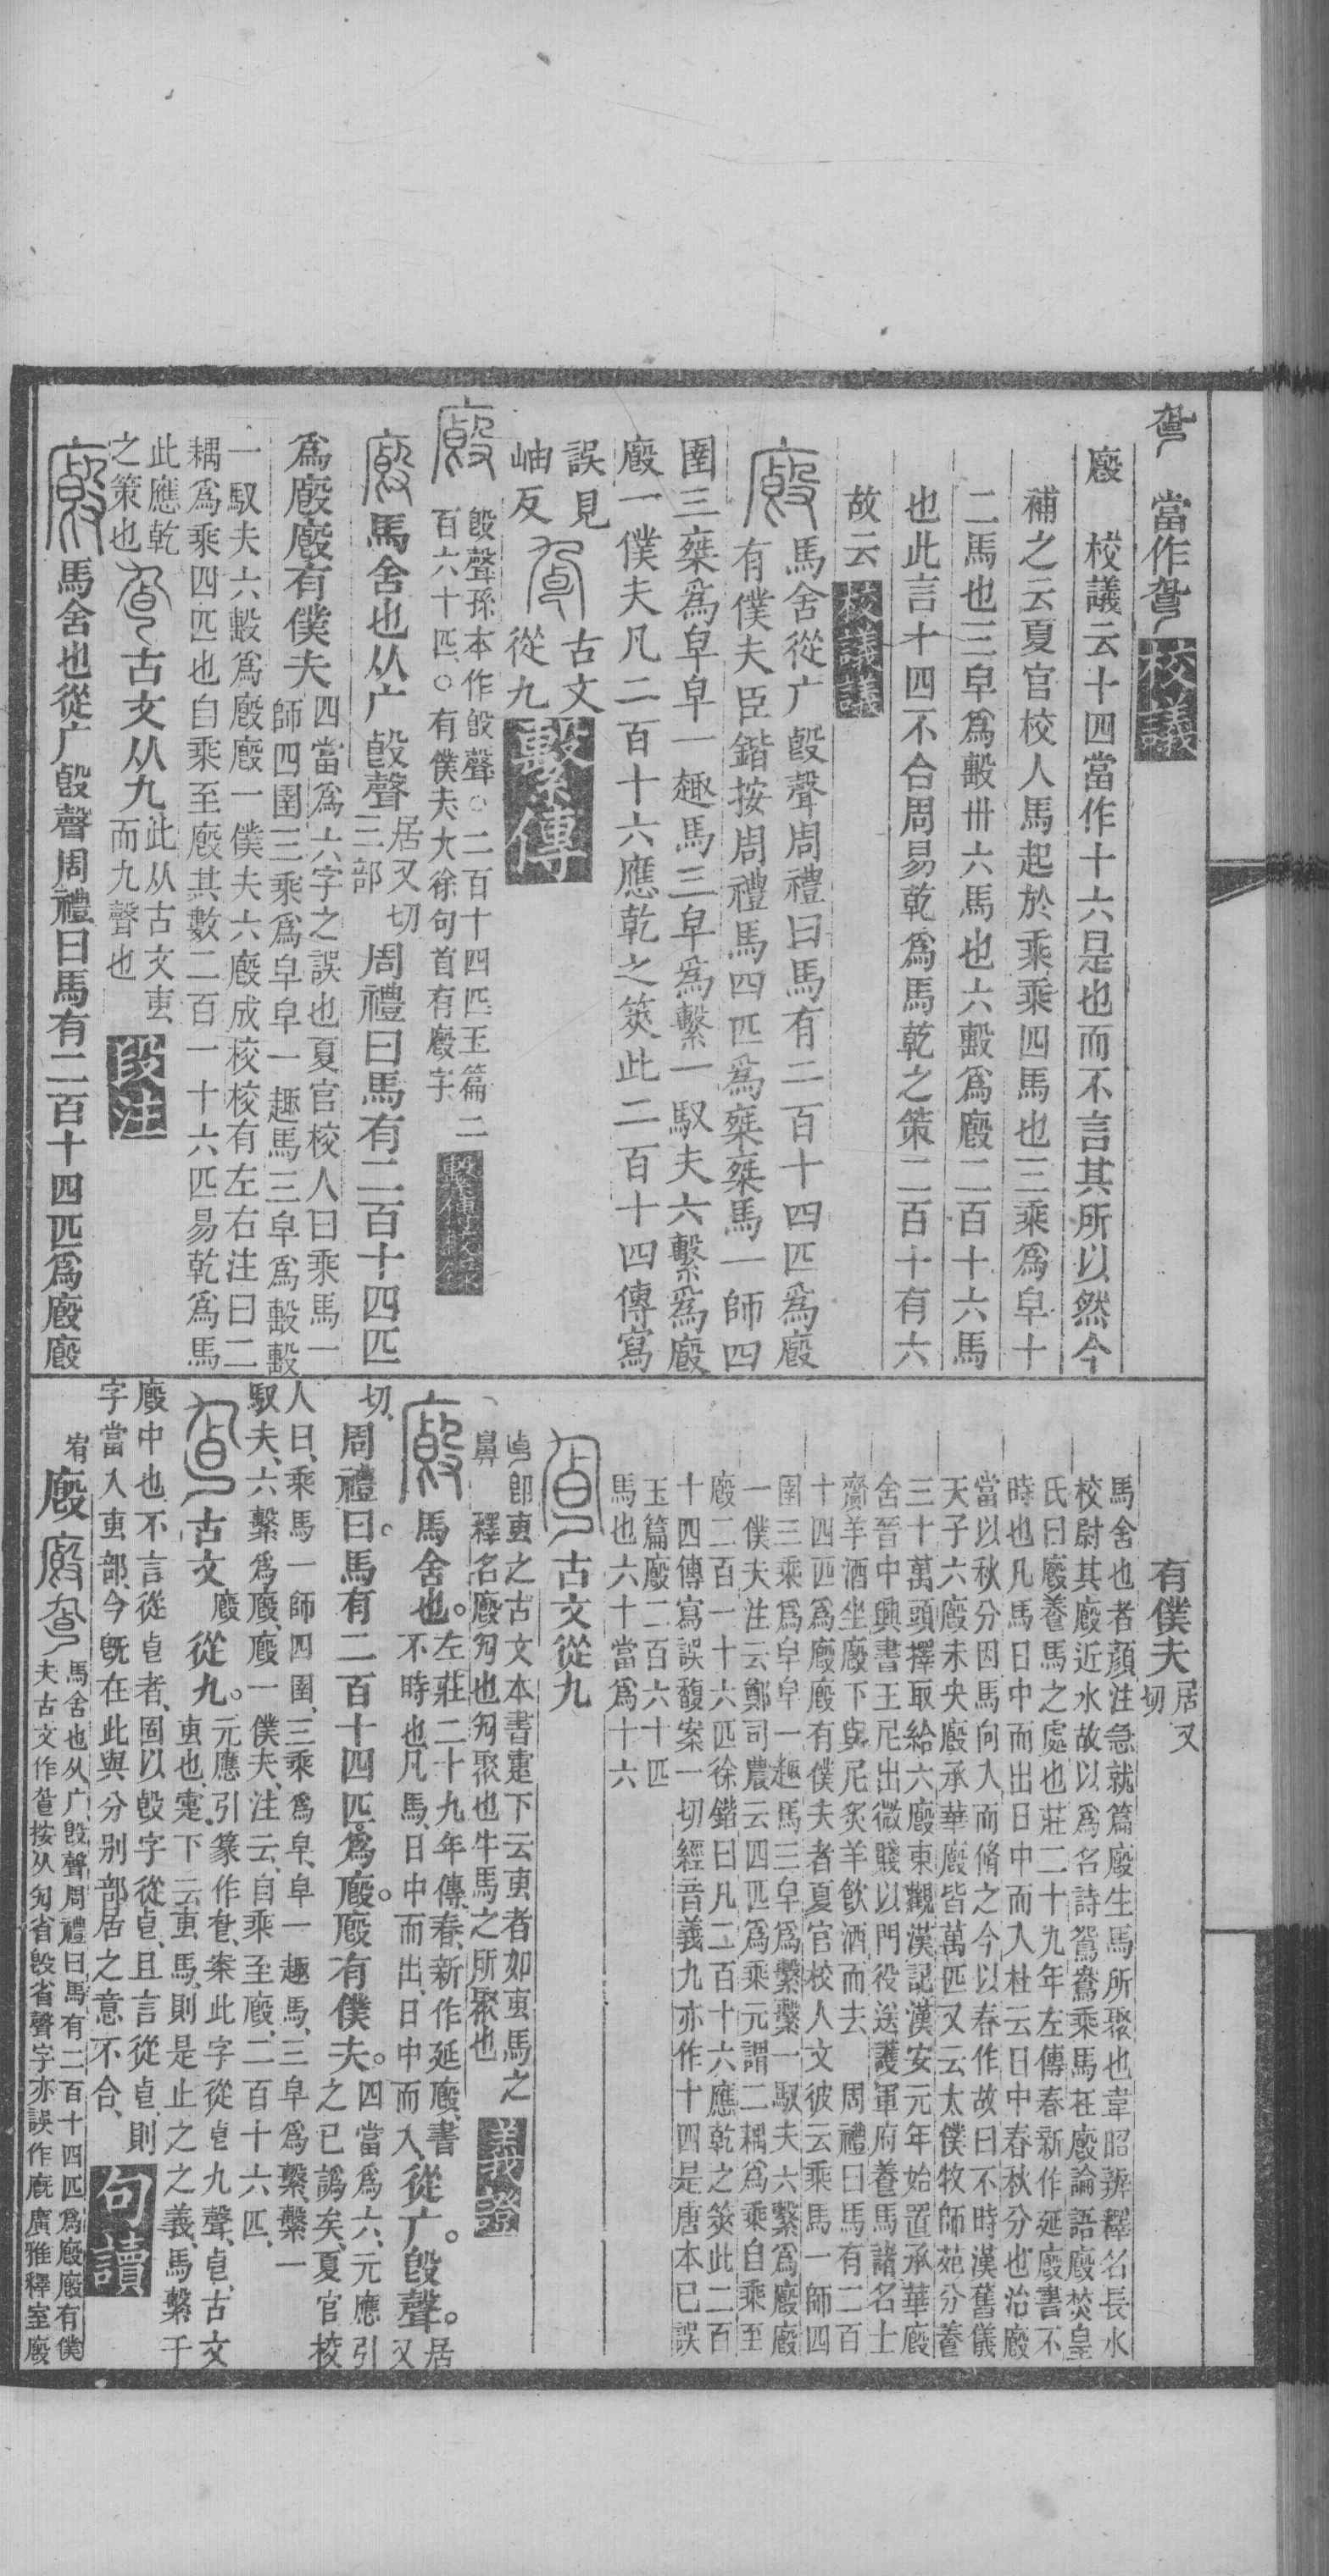 當作 校議
廄 校議云十四當作十六是也而不言其所以然今
補之云夏官校人馬起於乘乘四馬也三乘爲皁十
二馬也三皁爲毄卅六馬也六毄爲廄二百十六馬
也此言十四不合周易乾爲馬乾之策二百十有六
故云 校議議
馬舍從广㱿聲周禮曰馬有二百十四匹爲廄
有僕夫臣鍇按周禮馬四匹爲椉椉馬一師四
圉三椉爲皁皁一趣馬三皁爲繫一馭夫六繫爲廄
廄一僕夫凡二百十六應乾之筴此二百十四傳寫
誤見 古文
岫反 從九 繫傳
㱿聲孫本作㱿聲○二百十四匹玉篇二
百六十匹○有僕夫大徐句首有廄字 繫傳校錄
馬舍也从广㱿聲 居又切三部 周禮曰馬有二百十四匹
爲廄廄有僕夫 四當爲六字之誤也夏官校人曰乘馬一
師四圉三乘爲皁皁一趣馬三皁爲毄毄
一馭夫六毄爲廄廄一僕夫六廄成校校有左右注曰二
耦爲乘四匹也自乘至廄其數二百一十六匹易乾爲馬
此應乾
之策也 古文从九 此从古文叀
而九聲也 段注
馬舍也從广㱿聲周禮曰馬有二百十四匹爲廄廄
有僕夫 居又切
馬舍也者顔注急就篇廄生馬所聚也韋昭辨釋名長水
校尉其廄近水故以爲名詩鴛鴦乘馬在廄論語廄焚皇
氏曰廄養馬之處也莊二十九年左傳春新作延廄書不
時也凡馬日中而出日中而入杜云日中春秋分也治廄
當以秋分因馬向入而脩之今以春作故曰不時漢舊儀
天子六廄未央廄承華廄皆萬匹又云太僕牧師苑分養
三十萬頭擇取給六廄東觀漢記漢安元年始置承華廄
舍晉中興書王尼出微賤以門役送護軍府養馬諸名士
齎羊酒坐廄下與尼炙羊飲酒而去 周禮曰馬有二百
十四匹爲廄廄有僕夫者夏官校人文彼云乘馬一師四
圉三乘爲皁皁一趣馬三皁爲繫繫一馭夫六繫爲廄廄
一僕夫注云鄭司農云四匹爲乘元謂二耦爲乘自乘至
廄二百一十六匹徐鍇曰凡二百十六應乾之筴此二百
十四傳寫誤馥案一切經音義九亦作十四是唐本已誤
玉篇廄二百六十匹
馬也六十當爲十六
古文從九
卽叀之古文本書疐下云叀者如叀馬之
鼻 釋名廄勼也勼聚也牛馬之所聚也 義證
馬舍也。 左莊二十九年傳、春、新作延廄、書
不時也、凡馬、日中而出、日中而入、 從广。㱿聲。 居又
切、 周禮曰。馬有二百十四匹。爲廄。廄有僕夫。 四當爲六、元應引
之已譌矣、夏官校
人曰、乘馬一師四圉、三乘爲皁、皁一趣馬、三皁爲繫、繫一
馭夫、六繫爲廄、廄一僕夫、注云、自乘至廄、二百十六匹、
古文廄從九。 元應引篆作、案此字從皀九聲、皀、古文
叀也、疐下云叀馬、則是止之之義、馬繫于
廄中也、不言從皀者、固以㱿字從皀、且言從皀、則
字當入叀部、今旣在此、與分別部居之意不合、 句讀
廄 馬舍也从广㱿聲周禮曰馬有二百十四匹爲廄廄有僕
夫古文作按从勼省㱿省聲字亦誤作廐廣雅釋室廄